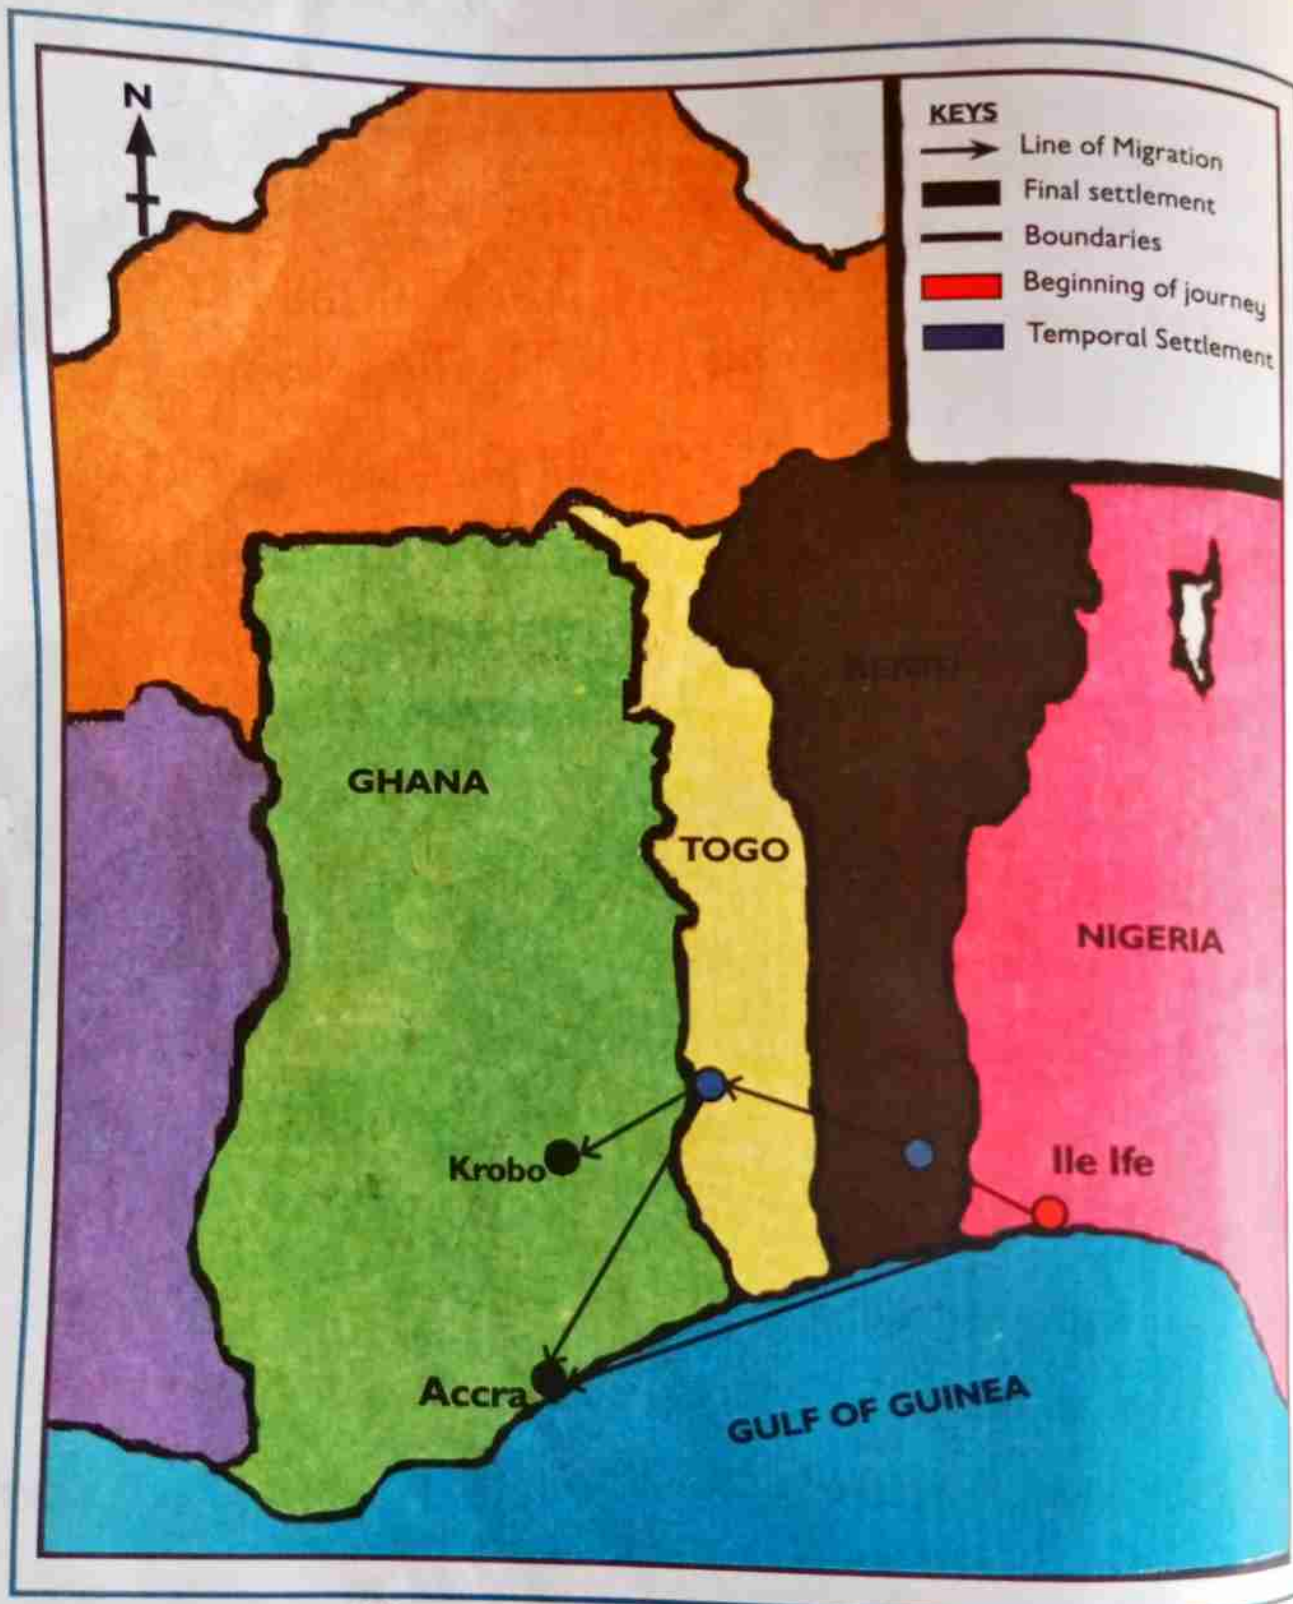 N
KEYS
Line of Migration
Final settlement
Boundaries
Beginning of journey
Temporal Settlement
BENIN
GHANA
TOGO
NIGERIA
Krobo
Ile Ife
Accra
GULF OF GUINEA